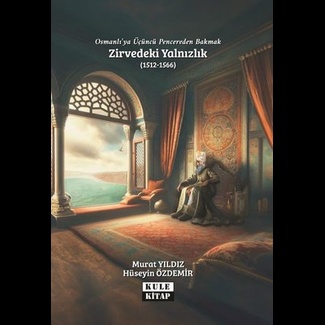 Osmanlı'ya Üçüncü Pencereden Bakmak
Zirvedeki Yalnızlık
(1512-1566)
Murat YILDIZ
Hüseyin ÖZDEMİR
KULE
KİTAP